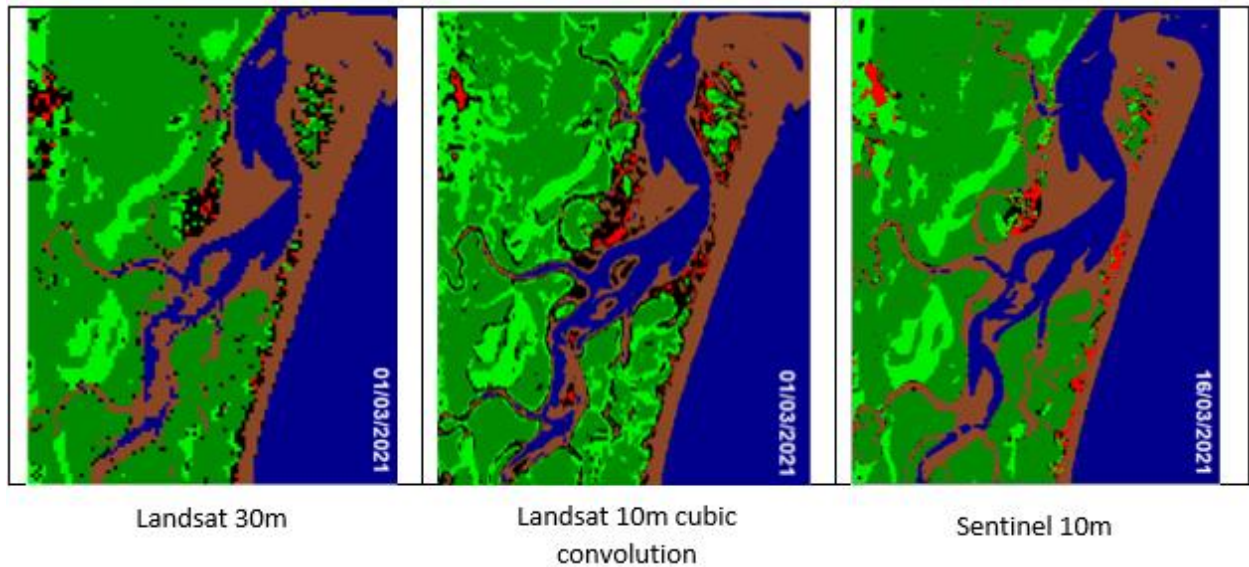 01/03/2021
01/03/2021
16/03/2021
Landsat 30m
Landsat 10m cubic
convolution
Sentinel 10m